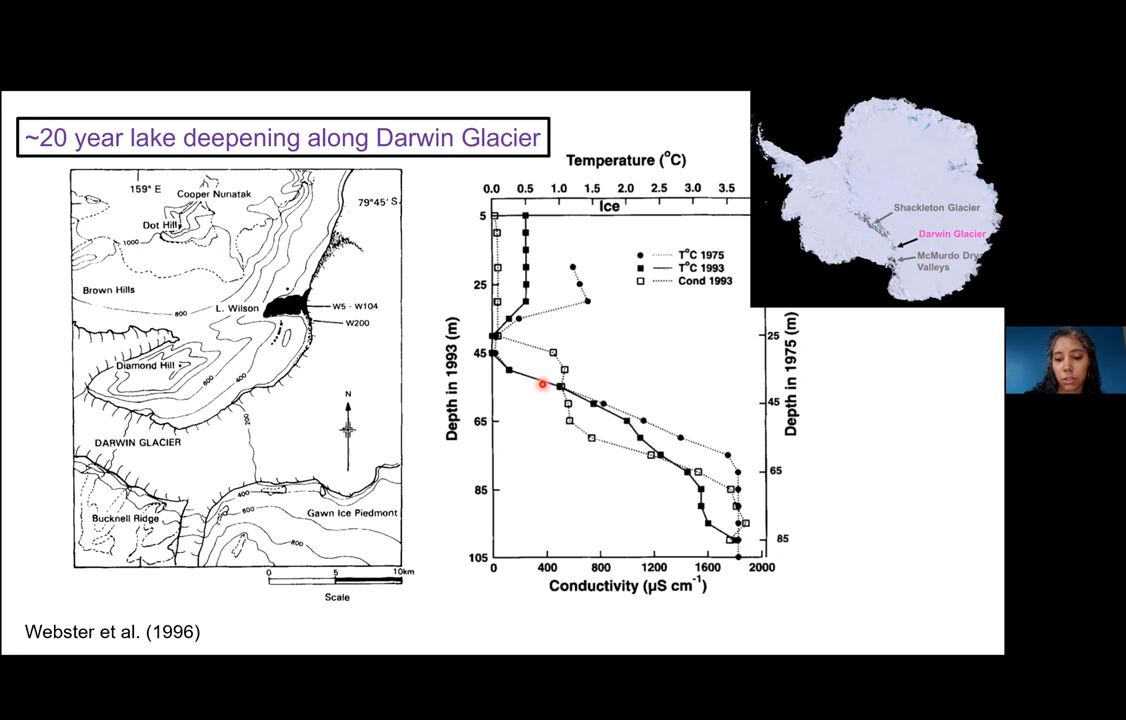 ~20 year lake deepening along Darwin Glacier
159° E
Cooper Nunatak
79°45' S
Dot Hill
1000
Brown Hills
800
L. Wilson
W5 - W104
W200
Diamond Hill
600
400
200
N
DARWIN GLACIER
400
600
Bucknell Ridge
Gawn Ice Piedmont
800
0 5 10km
Scale
Webster et al. (1996)
Temperature (°C)
0.0 0.5 1.0 1.5 2.0 2.5 3.0 3.5
Ice
T°C 1975
T°C 1993
Cond 1993
Depth in 1993 (m)
5
25
45
65
85
105
Depth in 1975 (m)
25
45
65
85
0 400 800 1200 1600 2000
Conductivity (µS cm⁻¹)
Shackleton Glacier
Darwin Glacier
McMurdo Dry
Valleys